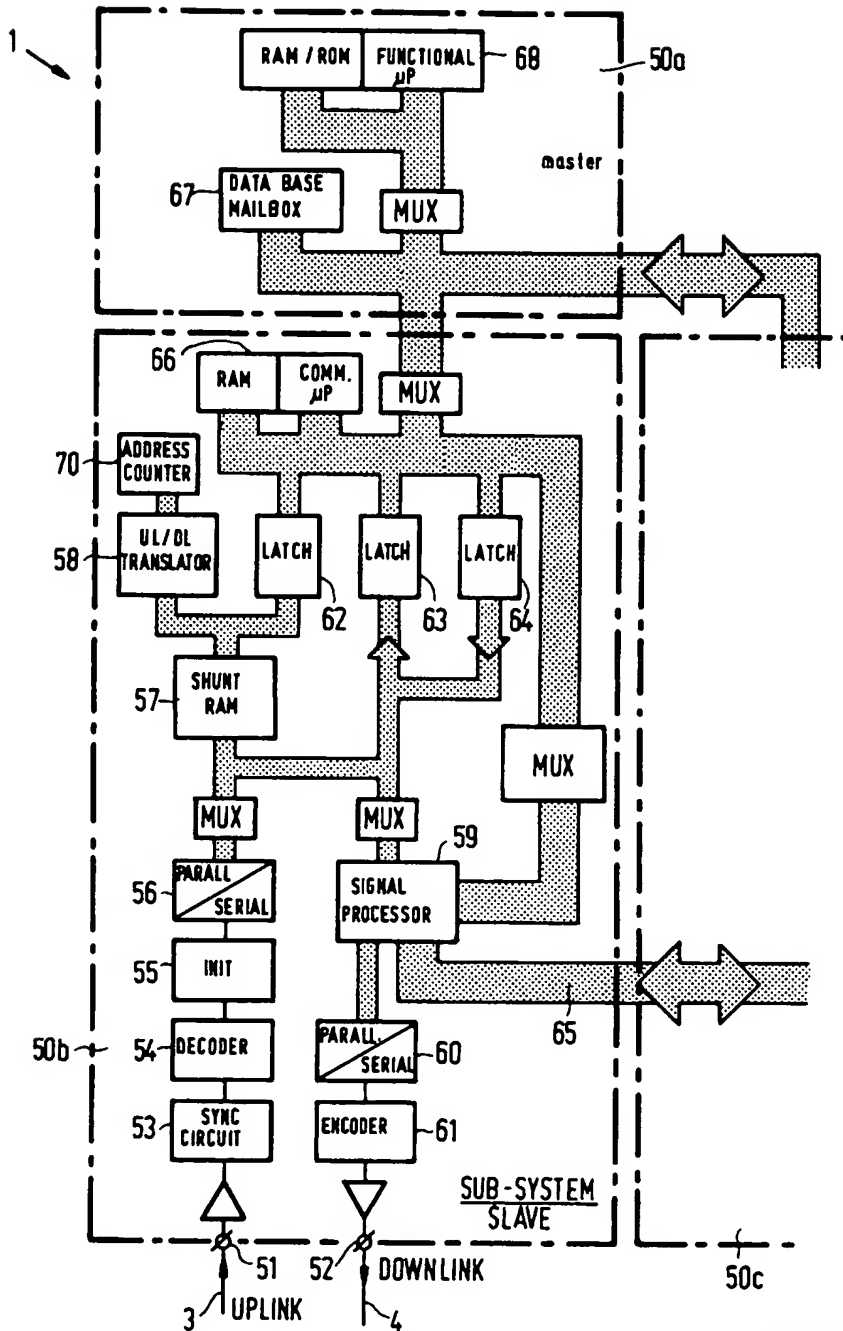 1
RAM / ROM
FUNCTIONAL
µP
68
50a
master
67
DATA BASE
MAILBOX
MUX
66
RAM
COMM.
µP
MUX
70
ADDRESS
COUNTER
58
UL/DL
TRANSLATOR
LATCH
62
LATCH
63
LATCH
64
57
SHUNT
RAM
MUX
MUX
MUX
59
56
PARALL
SERIAL
SIGNAL
PROCESSOR
55
INIT
65
50b
54
DECODER
PARALL.
SERIAL
60
53
SYNC
CIRCUIT
ENCODER
61
SUB-SYSTEM
SLAVE
51
52
DOWNLINK
50c
3
UPLINK
4